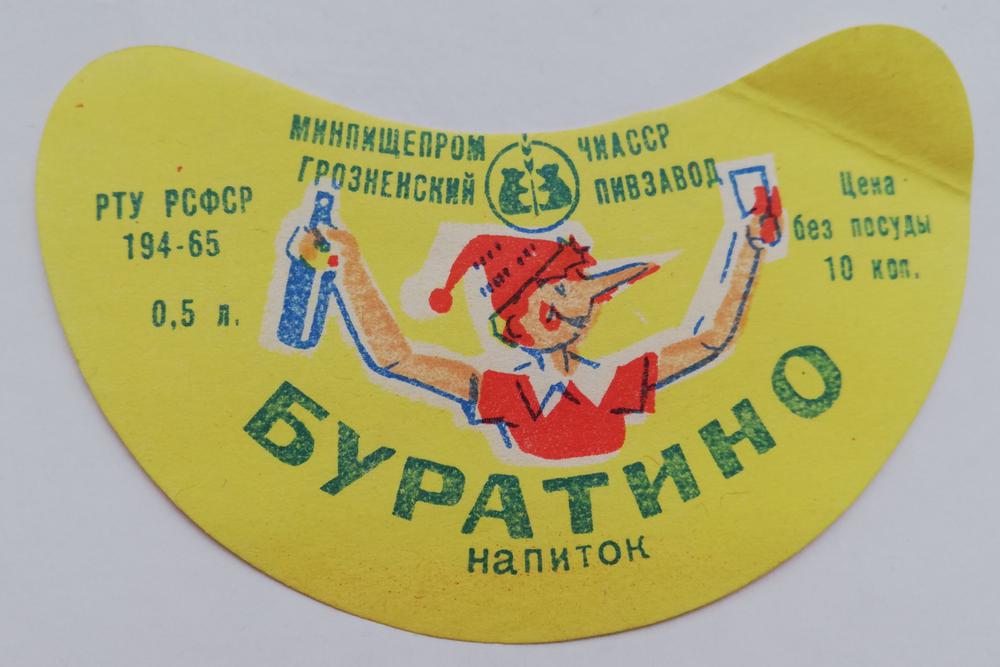 МИНПИЩЕПРОМ ЧИАССР
ГРОЗНЕНСКИЙ ПИВЗАВОД
РТУ РСФСР
194-65
0,5 л.
Цена
без посуды
10 коп.
БУРАТИНО
напиток